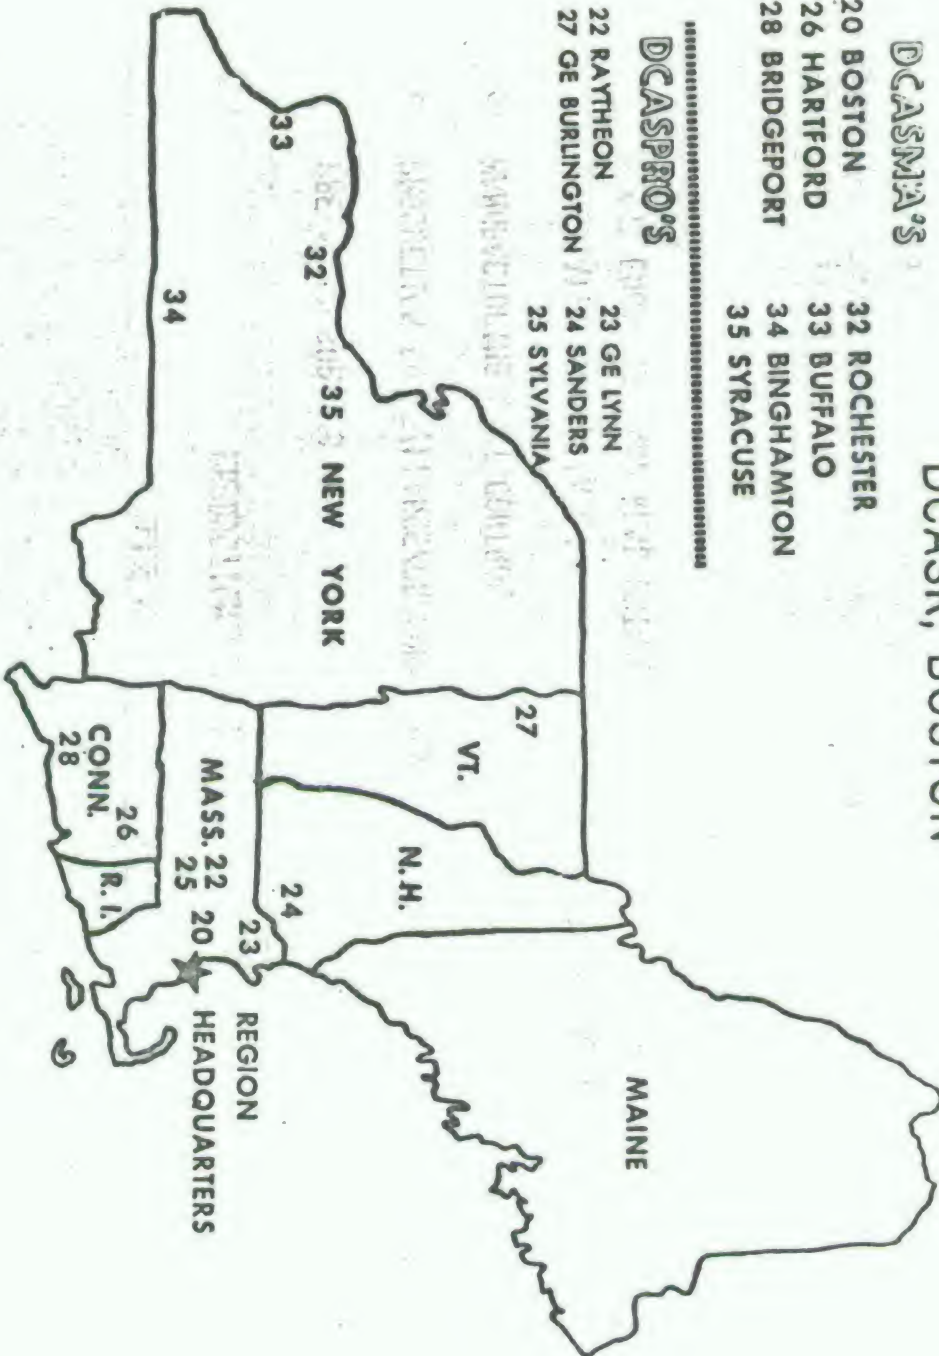 DCASR, BOSTON
DCASMA'S
20 BOSTON
26 HARTFORD
28 BRIDGEPORT
32 ROCHESTER
33 BUFFALO
34 BINGHAMTON
35 SYRACUSE
DCASPRO'S
22 RAYTHEON
27 GE BURLINGTON
23 GE LYNN
24 SANDERS
25 SYLVANIA
MAINE
27
VT.
N.H.
33
32
35 NEW YORK
24
34
23 REGION
MASS. 22 20 HEADQUARTERS
25
26
CONN.
28
R.I.